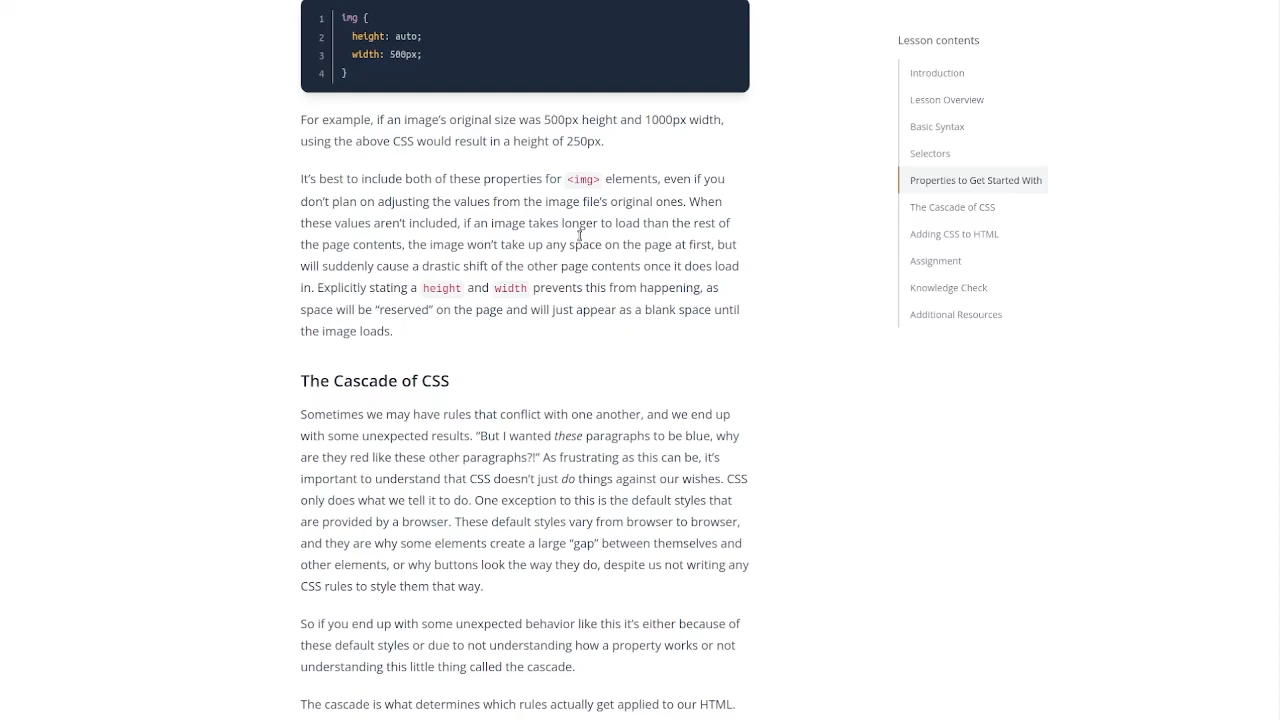 1 img {
2 height: auto;
3 width: 500px;
4 }
For example, if an image’s original size was 500px height and 1000px width,
using the above CSS would result in a height of 250px.
It’s best to include both of these properties for <img> elements, even if you
don’t plan on adjusting the values from the image file’s original ones. When
these values aren’t included, if an image takes longer to load than the rest of
the page contents, the image won’t take up any space on the page at first, but
will suddenly cause a drastic shift of the other page contents once it does load
in. Explicitly stating a height and width prevents this from happening, as
space will be “reserved” on the page and will just appear as a blank space until
the image loads.
The Cascade of CSS
Sometimes we may have rules that conflict with one another, and we end up
with some unexpected results. “But I wanted these paragraphs to be blue, why
are they red like these other paragraphs?!” As frustrating as this can be, it’s
important to understand that CSS doesn’t just do things against our wishes. CSS
only does what we tell it to do. One exception to this is the default styles that
are provided by a browser. These default styles vary from browser to browser,
and they are why some elements create a large “gap” between themselves and
other elements, or why buttons look the way they do, despite us not writing any
CSS rules to style them that way.
So if you end up with some unexpected behavior like this it’s either because of
these default styles or due to not understanding how a property works or not
understanding this little thing called the cascade.
The cascade is what determines which rules actually get applied to our HTML.
Lesson contents
Introduction
Lesson Overview
Basic Syntax
Selectors
Properties to Get Started With
The Cascade of CSS
Adding CSS to HTML
Assignment
Knowledge Check
Additional Resources